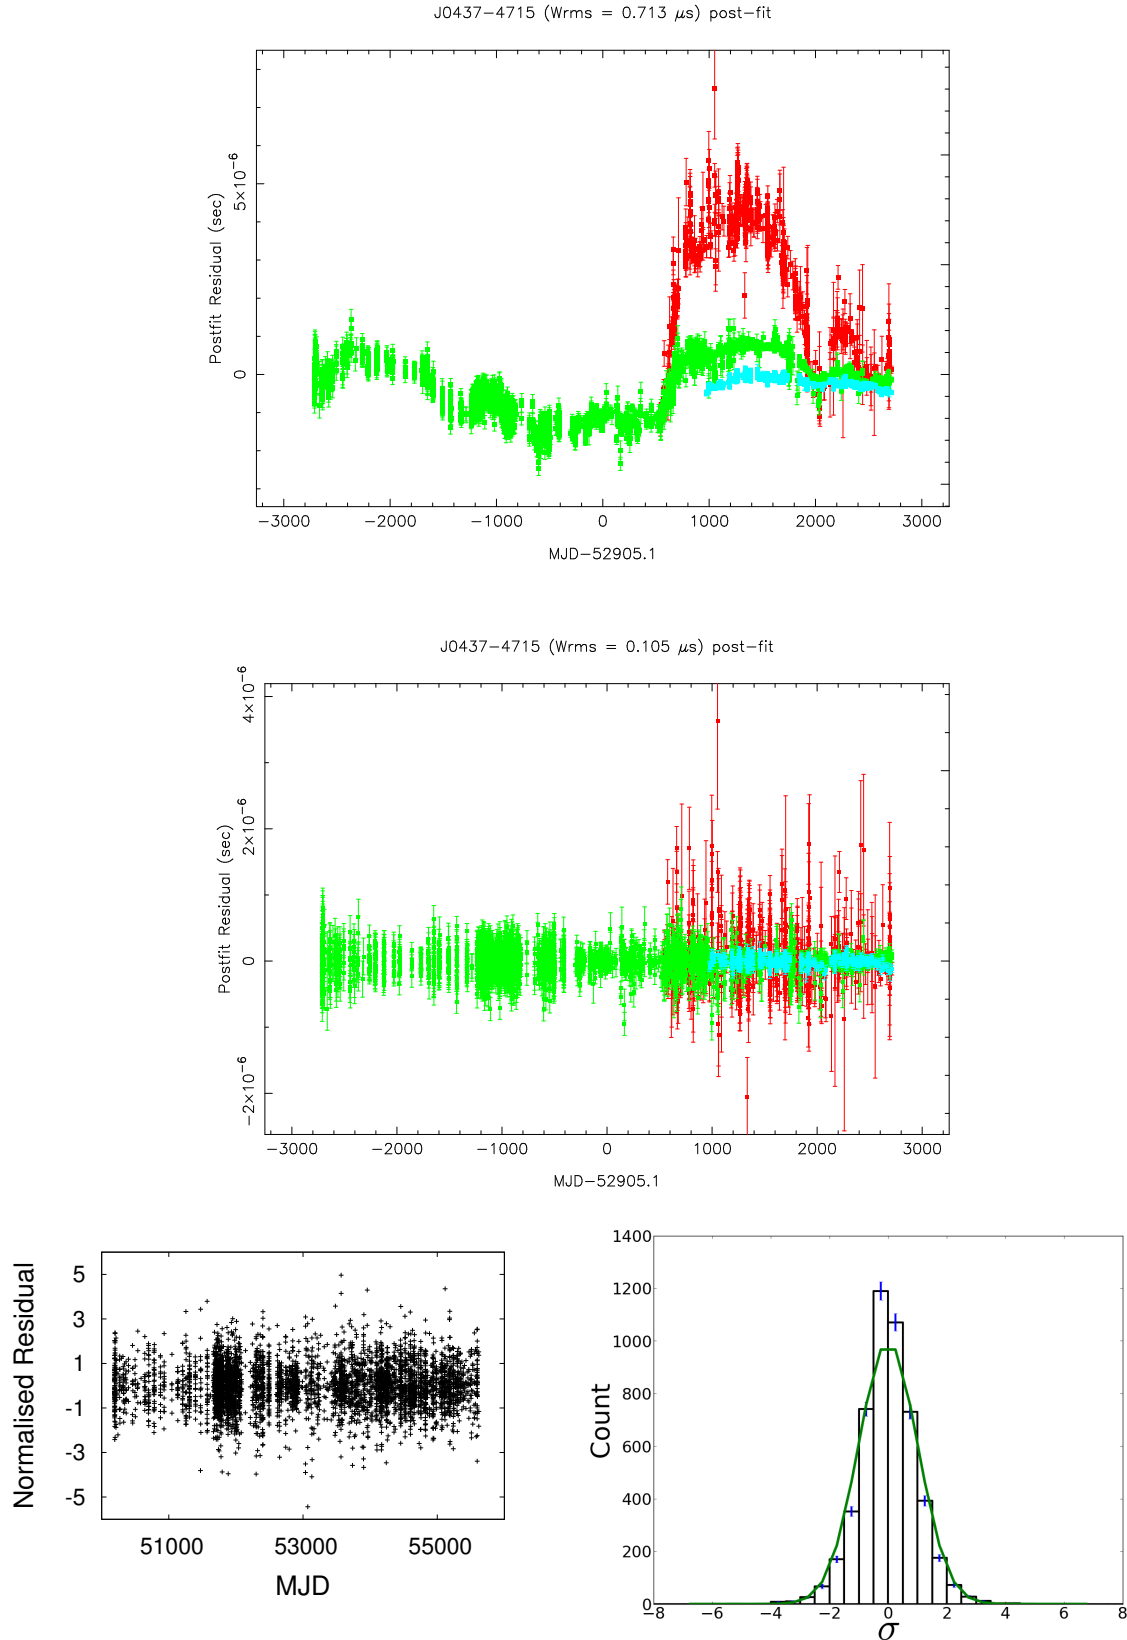 J0437−4715 (Wrms = 0.713 μs) post−fit
5×10⁻⁶
0
Postfit Residual (sec)
−3000 −2000 −1000 0 1000 2000 3000
MJD−52905.1
J0437−4715 (Wrms = 0.105 μs) post−fit
4×10⁻⁶
2×10⁻⁶
0
−2×10⁻⁶
Postfit Residual (sec)
−3000 −2000 −1000 0 1000 2000 3000
MJD−52905.1
5
3
1
-1
-3
-5
Normalised Residual
51000 53000 55000
MJD
1400
1200
1000
800
600
400
200
0
Count
−8 −6 −4 −2 0 2 4 6 8
σ